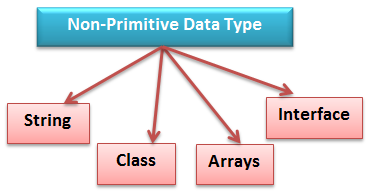 Non-Primitive Data Type
String
Class
Arrays
Interface